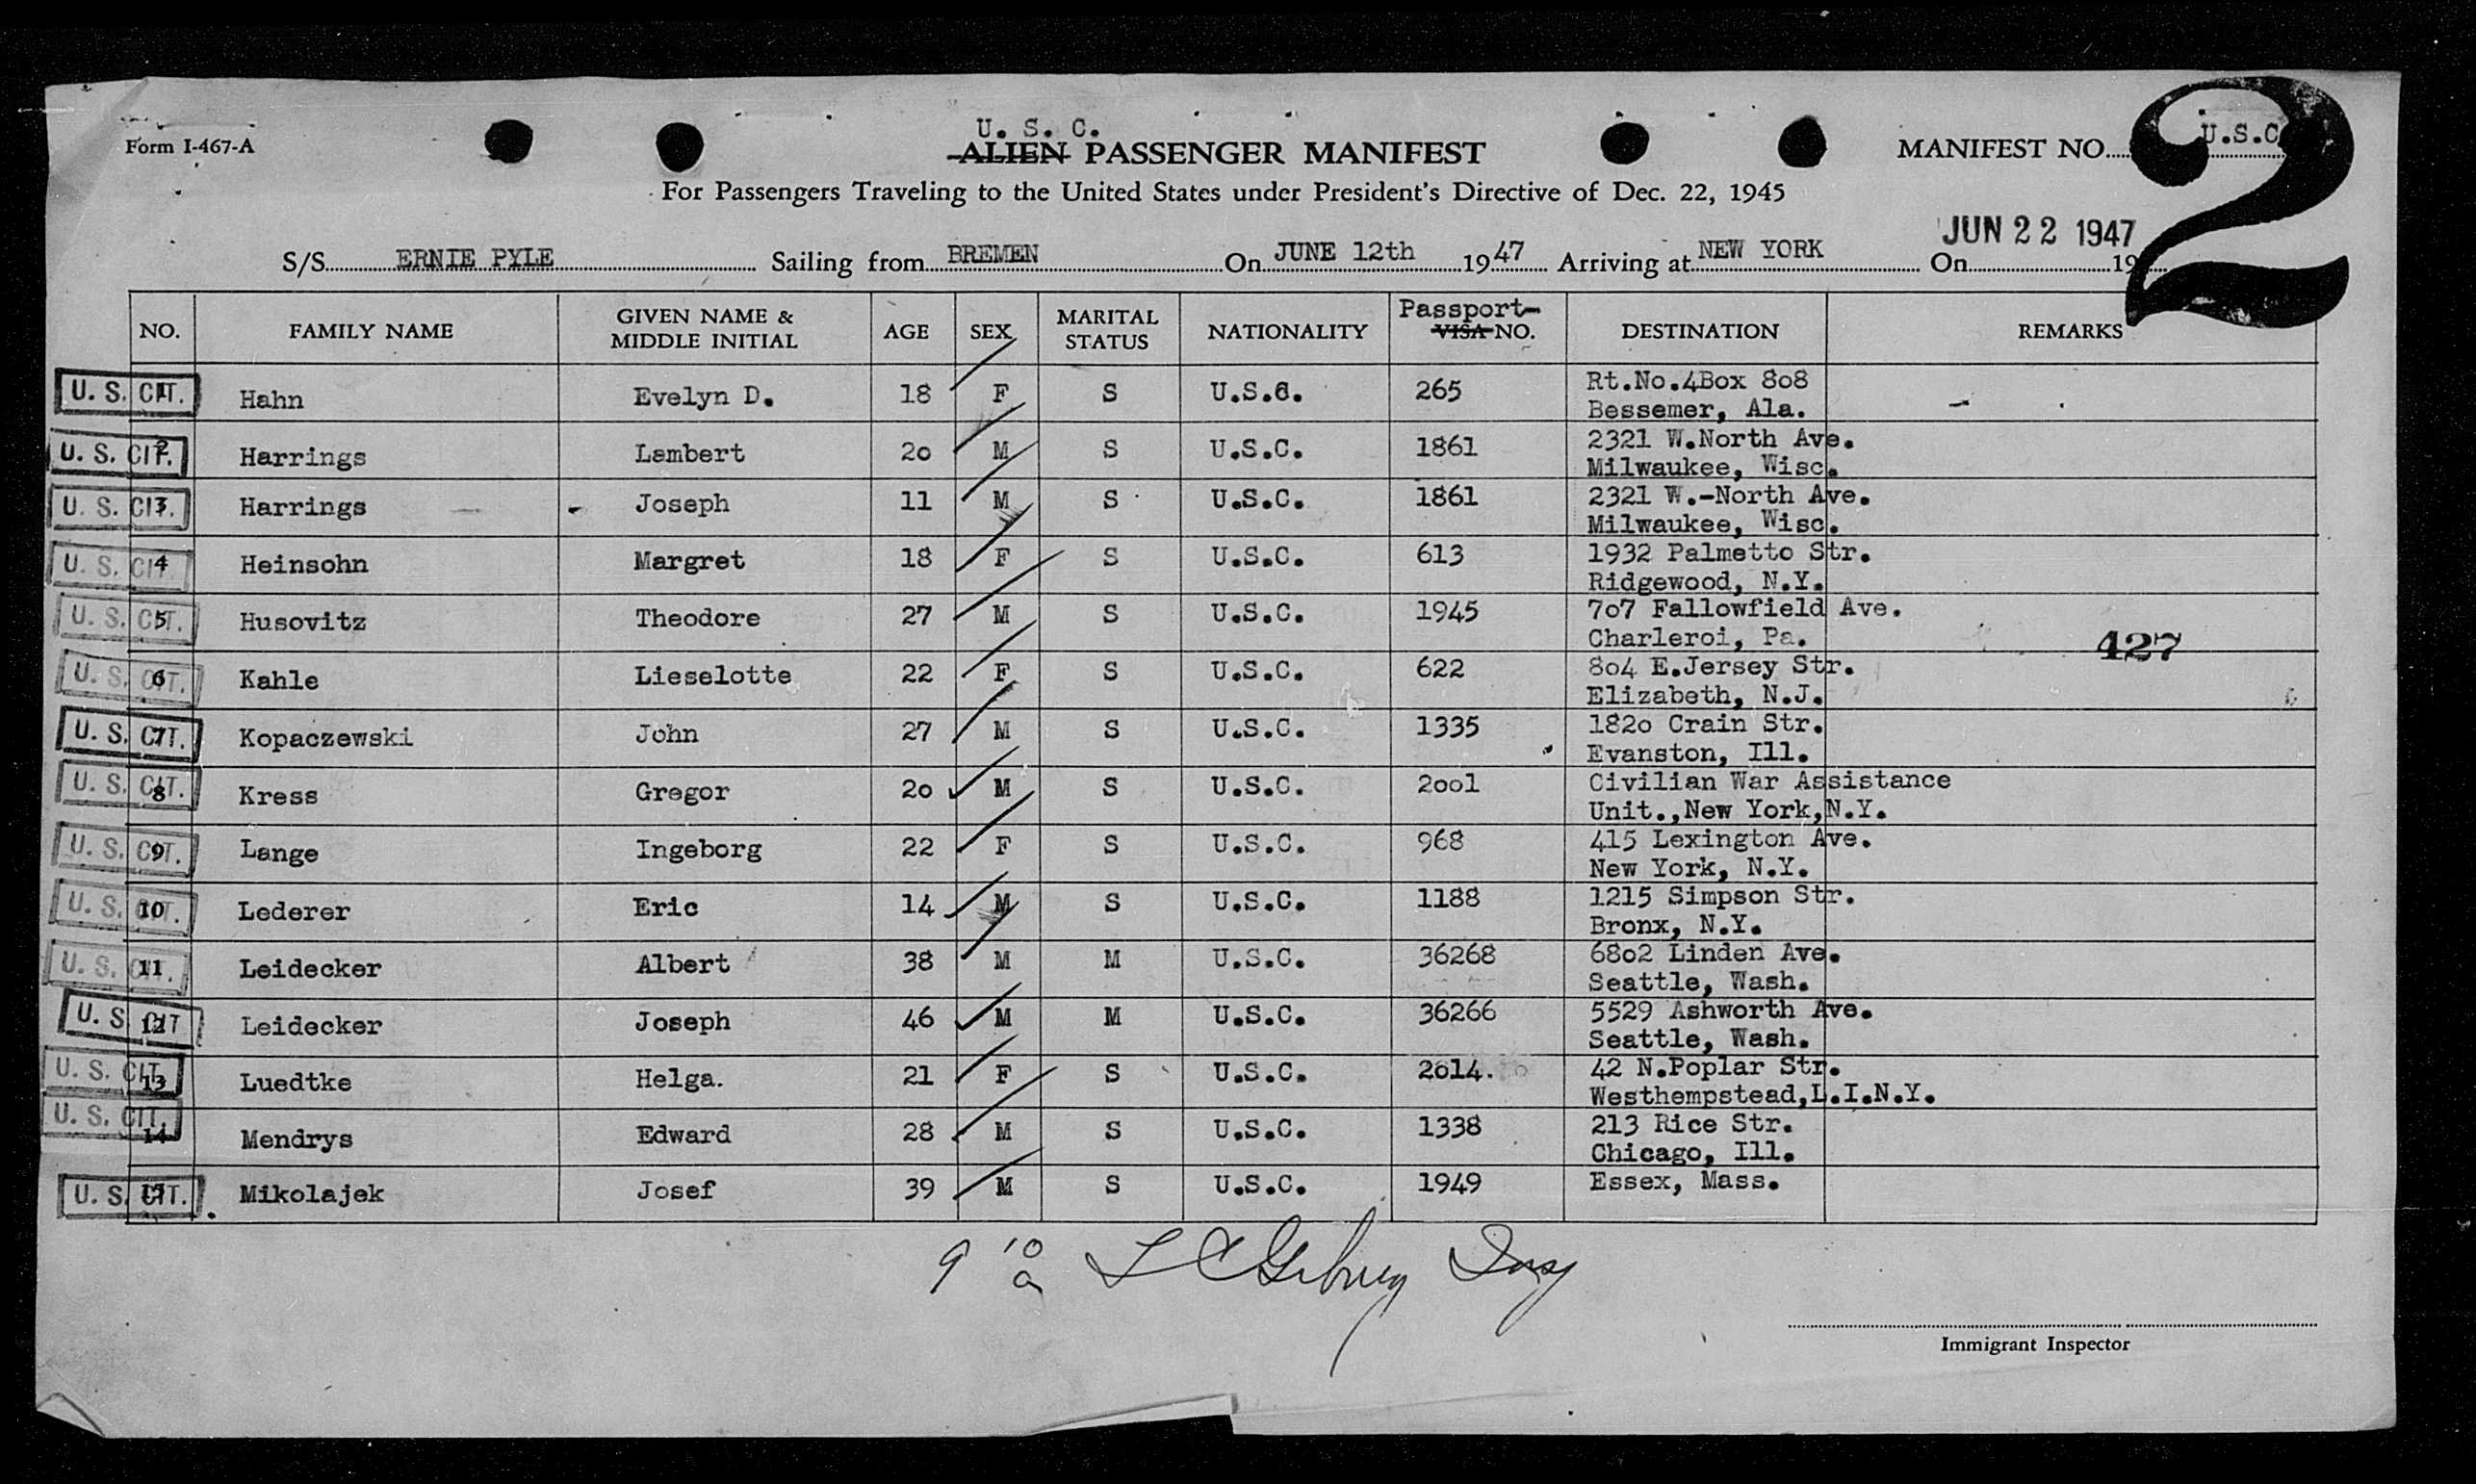 Form I-467-A
U. S. C.
ALIEN PASSENGER MANIFEST
MANIFEST NO. U.S.C
2
For Passengers Traveling to the United States under President's Directive of Dec. 22, 1945
JUN 22 1947
S/S ERNIE PYLE Sailing from BREMEN On JUNE 12th 1947 Arriving at NEW YORK On 19
NO. FAMILY NAME GIVEN NAME & MIDDLE INITIAL AGE SEX MARITAL STATUS NATIONALITY Passport- VISA NO. DESTINATION REMARKS
U. S. CIT. 1 Hahn Evelyn D. 18 F S U.S.C. 265 Rt.No.4Box 8o8
Bessemer, Ala.
U. S. CIT. 2 Harrings Lambert 2o M S U.S.C. 1861 2321 W.North Ave.
Milwaukee, Wisc.
U. S. CIT. 3 Harrings Joseph 11 M S U.S.C. 1861 2321 W.-North Ave.
Milwaukee, Wisc.
U. S. CIT. 4 Heinsohn Margret 18 F S U.S.C. 613 1932 Palmetto Str.
Ridgewood, N.Y.
U. S. CIT. 5 Husovitz Theodore 27 M S U.S.C. 1945 7o7 Fallowfield Ave.
Charleroi, Pa.
427
U. S. CIT. 6 Kahle Lieselotte 22 F S U.S.C. 622 8o4 E.Jersey Str.
Elizabeth, N.J.
U. S. CIT. 7 Kopaczewski John 27 M S U.S.C. 1335 182o Crain Str.
Evanston, Ill.
U. S. CIT. 8 Kress Gregor 2o M S U.S.C. 2oo1 Civilian War Assistance
Unit.,New York,N.Y.
U. S. CIT. 9 Lange Ingeborg 22 F S U.S.C. 968 415 Lexington Ave.
New York, N.Y.
U. S. CIT. 10 Lederer Eric 14 M S U.S.C. 1188 1215 Simpson Str.
Bronx, N.Y.
U. S. CIT. 11 Leidecker Albert 38 M M U.S.C. 36268 68o2 Linden Ave.
Seattle, Wash.
U. S. CIT 12 Leidecker Joseph 46 M M U.S.C. 36266 5529 Ashworth Ave.
Seattle, Wash.
U. S. CIT. 13 Luedtke Helga. 21 F S U.S.C. 2o14. 42 N.Poplar Str.
Westhempstead,L.I.N.Y.
U. S. CIT. 14 Mendrys Edward 28 M S U.S.C. 1338 213 Rice Str.
Chicago, Ill.
U. S. CIT. 15 Mikolajek Josef 39 M S U.S.C. 1949 Essex, Mass.
9 10 a
Immigrant Inspector